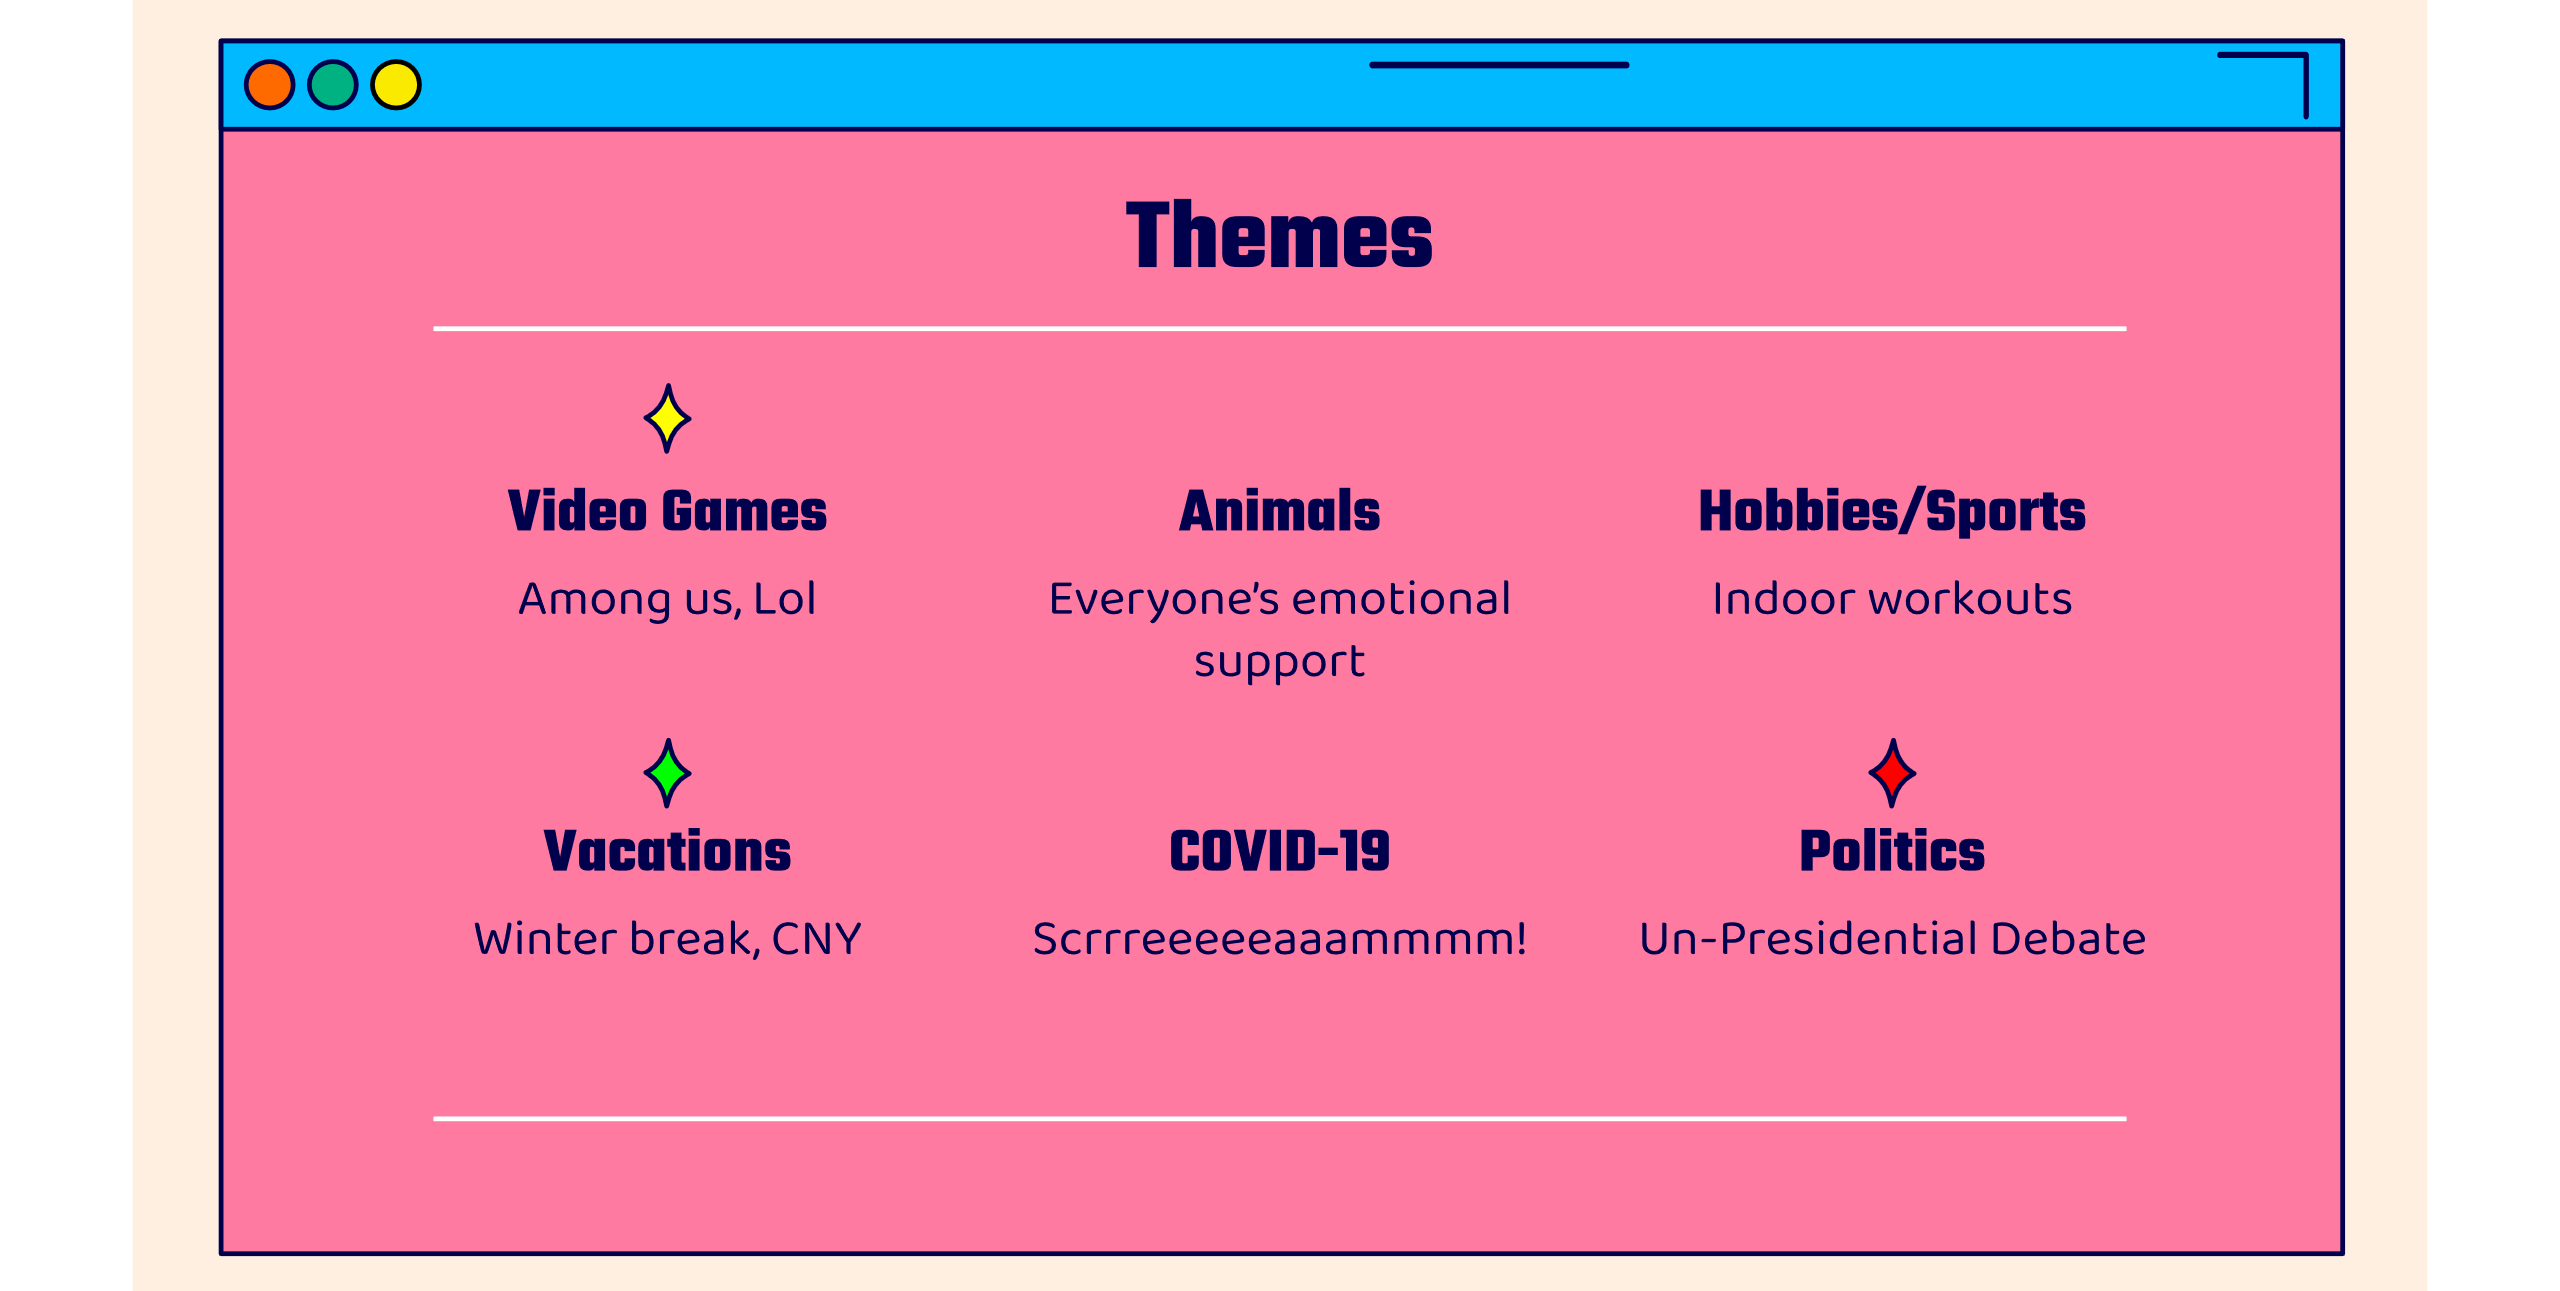 Themes
Video Games
Among us, Lol
Animals
Everyone's emotional
support
Hobbies/Sports
Indoor workouts
Vacations
Winter break, CNY
COVID-19
Scrrreeeeeaaammmm!
Politics
Un-Presidential Debate